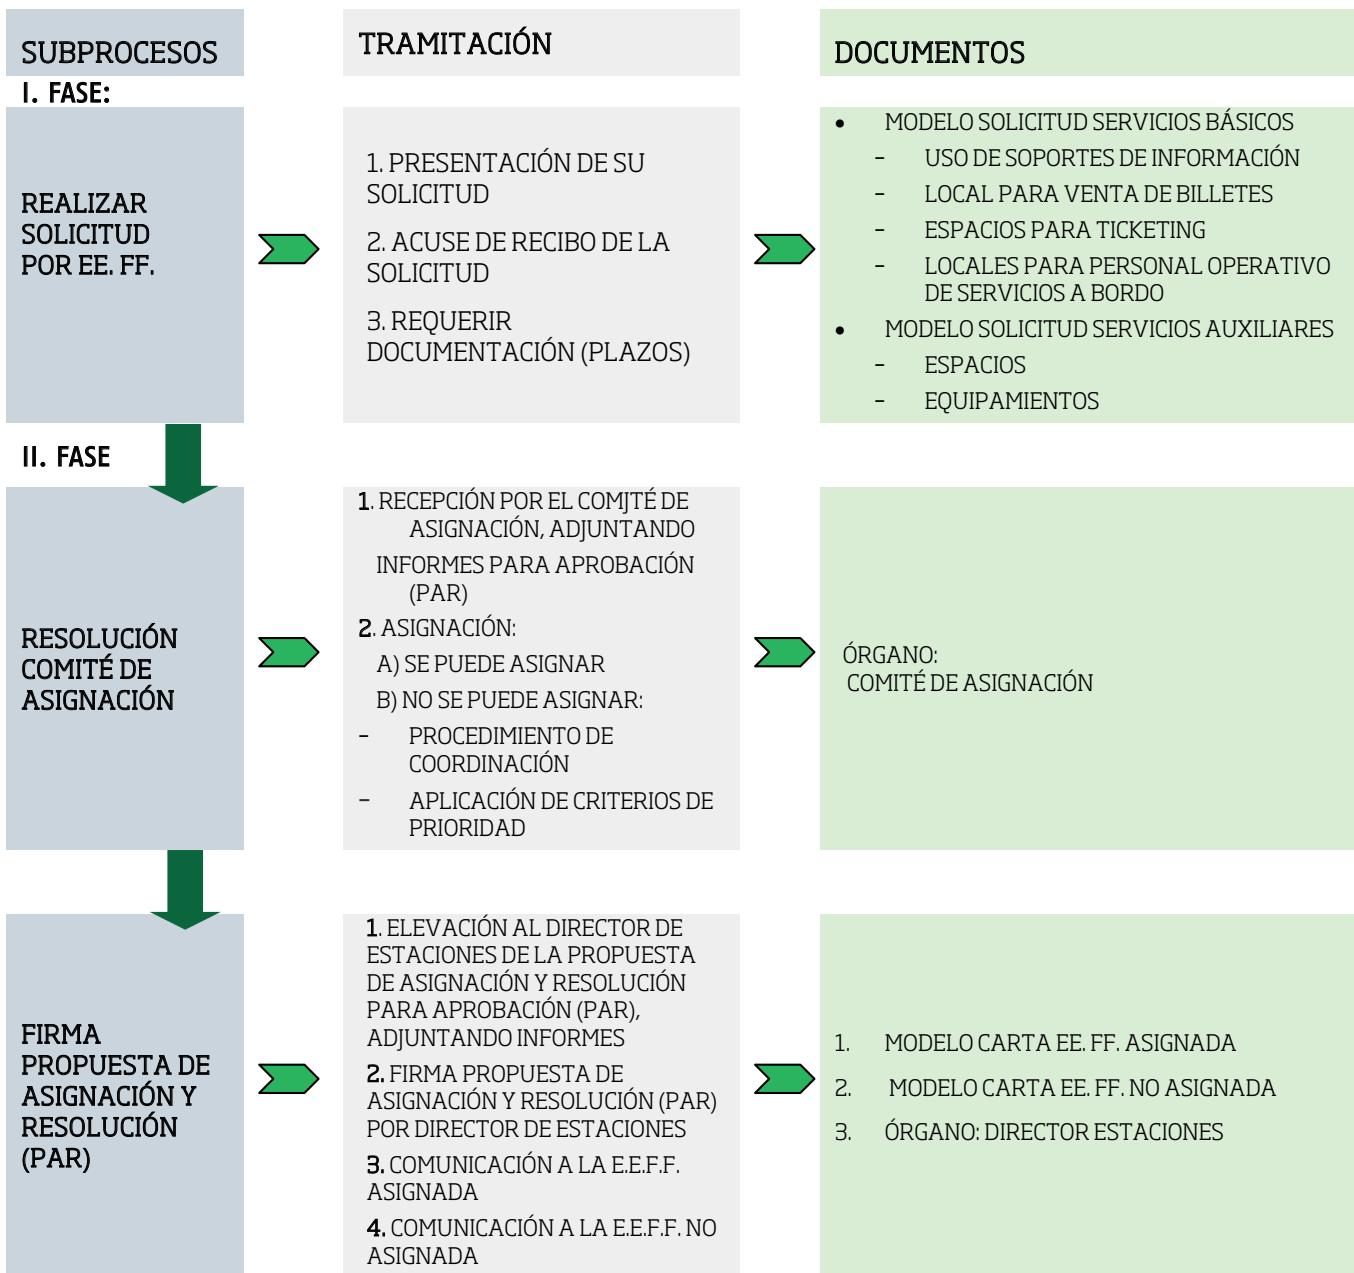 SUBPROCESOS
TRAMITACIÓN
DOCUMENTOS
I. FASE:
REALIZAR
SOLICITUD
POR EE. FF.
1. PRESENTACIÓN DE SU
SOLICITUD
2. ACUSE DE RECIBO DE LA
SOLICITUD
3. REQUERIR
DOCUMENTACIÓN (PLAZOS)
• MODELO SOLICITUD SERVICIOS BÁSICOS
– USO DE SOPORTES DE INFORMACIÓN
– LOCAL PARA VENTA DE BILLETES
– ESPACIOS PARA TICKETING
– LOCALES PARA PERSONAL OPERATIVO
DE SERVICIOS A BORDO
• MODELO SOLICITUD SERVICIOS AUXILIARES
– ESPACIOS
– EQUIPAMIENTOS
II. FASE
RESOLUCIÓN
COMITÉ DE
ASIGNACIÓN
1. RECEPCIÓN POR EL COMJTÉ DE
ASIGNACIÓN, ADJUNTANDO
INFORMES PARA APROBACIÓN
(PAR)
2. ASIGNACIÓN:
A) SE PUEDE ASIGNAR
B) NO SE PUEDE ASIGNAR:
– PROCEDIMIENTO DE
COORDINACIÓN
– APLICACIÓN DE CRITERIOS DE
PRIORIDAD
ÓRGANO:
COMITÉ DE ASIGNACIÓN
FIRMA
PROPUESTA DE
ASIGNACIÓN Y
RESOLUCIÓN
(PAR)
1. ELEVACIÓN AL DIRECTOR DE
ESTACIONES DE LA PROPUESTA
DE ASIGNACIÓN Y RESOLUCIÓN
PARA APROBACIÓN (PAR),
ADJUNTANDO INFORMES
2. FIRMA PROPUESTA DE
ASIGNACIÓN Y RESOLUCIÓN (PAR)
POR DIRECTOR DE ESTACIONES
3. COMUNICACIÓN A LA E.E.F.F.
ASIGNADA
4. COMUNICACIÓN A LA E.E.F.F. NO
ASIGNADA
1. MODELO CARTA EE. FF. ASIGNADA
2. MODELO CARTA EE. FF. NO ASIGNADA
3. ÓRGANO: DIRECTOR ESTACIONES